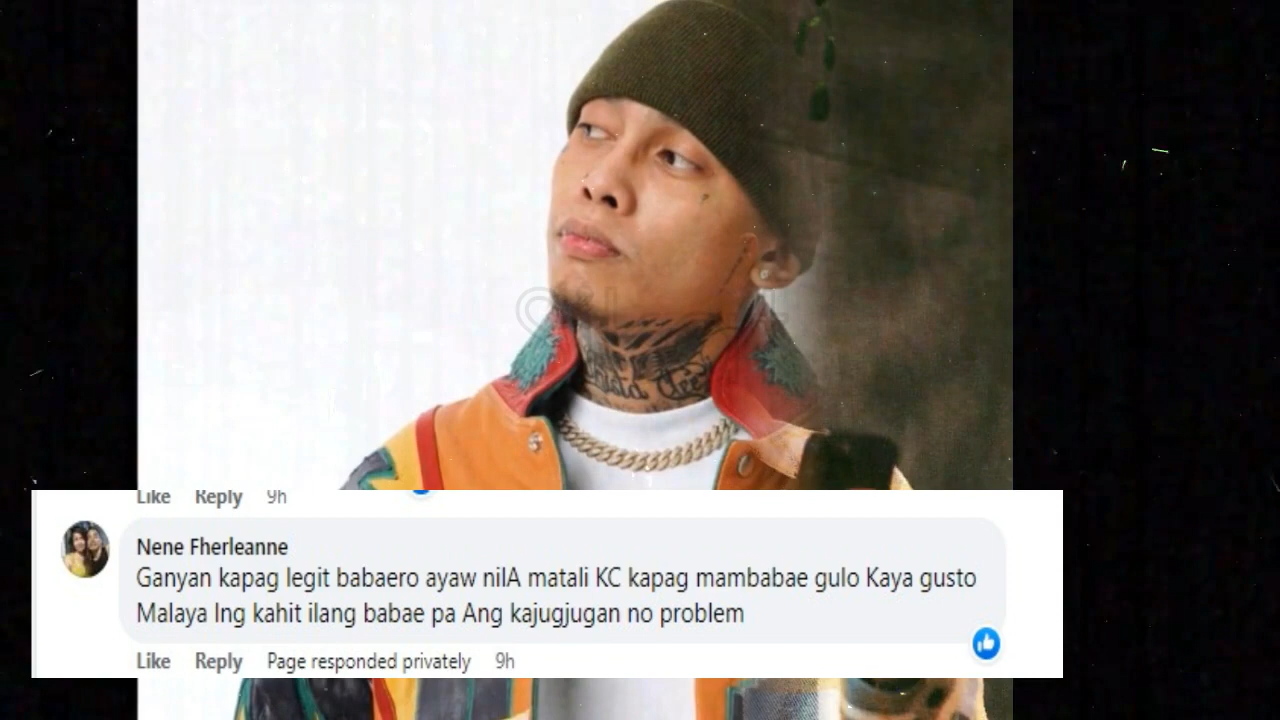 Like Reply 9h
Nene Fherleanne
Ganyan kapag legit babaero ayaw nilA matali KC kapag mambabae gulo Kaya gusto
Malaya lng kahit ilang babae pa Ang kajugjugan no problem
Like Reply Page responded privately 9h